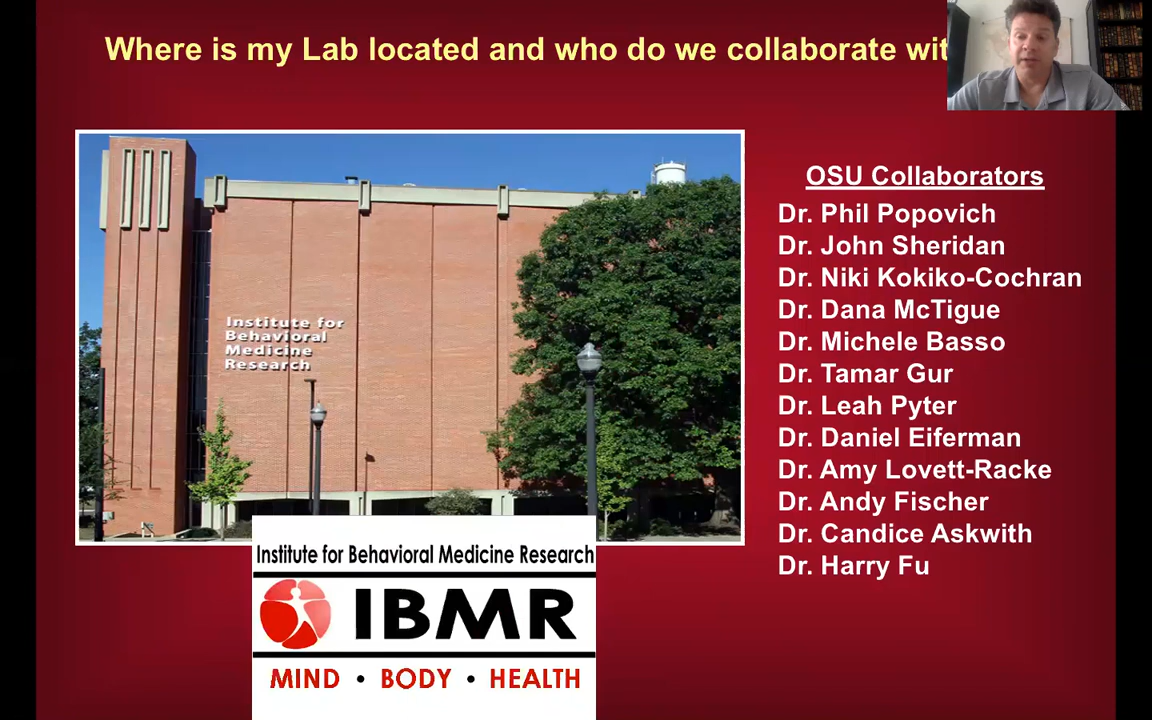 Where is my Lab located and who do we collaborate wit
Institute for
Behavioral
Medicine
Research
OSU Collaborators
Dr. Phil Popovich
Dr. John Sheridan
Dr. Niki Kokiko-Cochran
Dr. Dana McTigue
Dr. Michele Basso
Dr. Tamar Gur
Dr. Leah Pyter
Dr. Daniel Eiferman
Dr. Amy Lovett-Racke
Dr. Andy Fischer
Dr. Candice Askwith
Dr. Harry Fu
Institute for Behavioral Medicine Research
IBMR
MIND • BODY • HEALTH